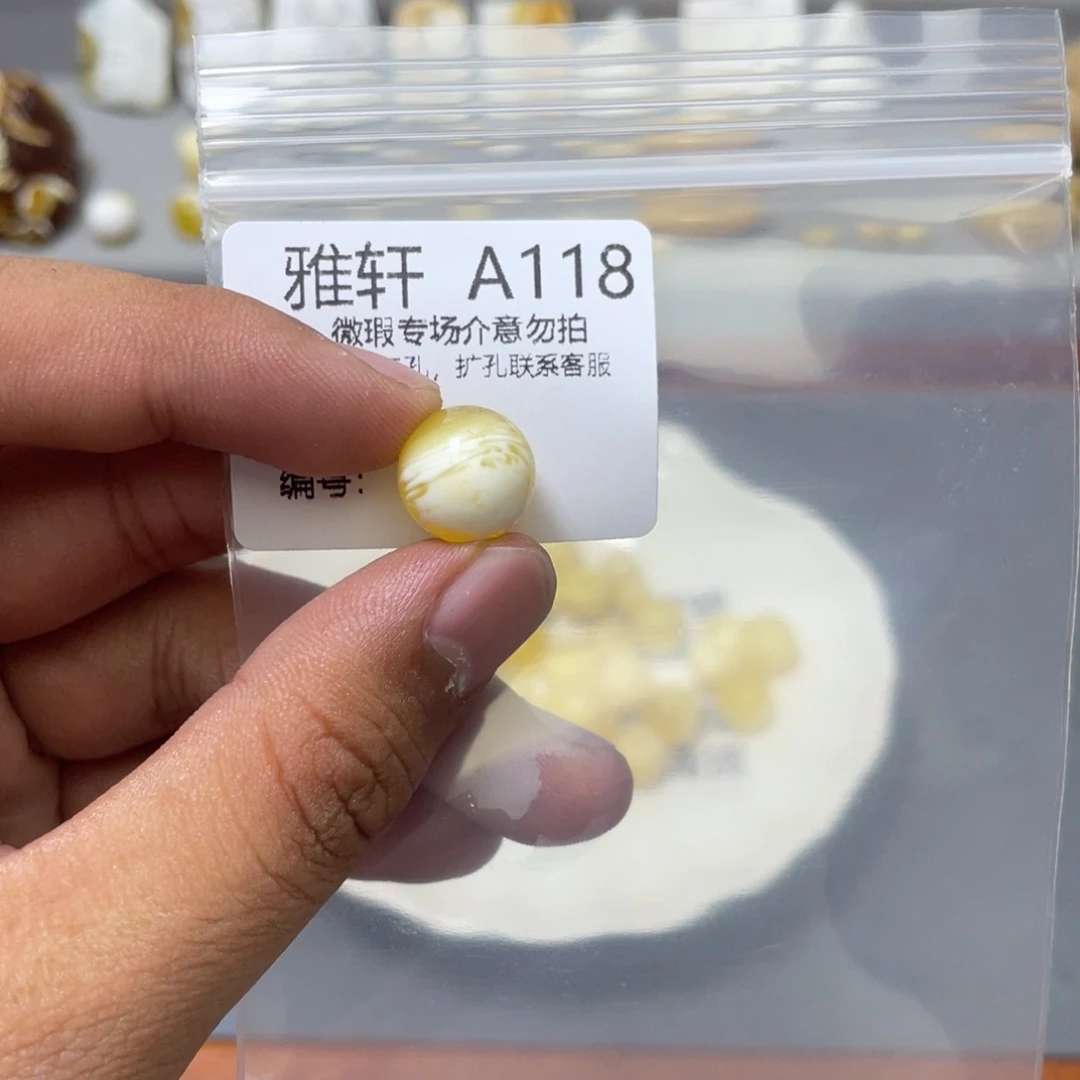 雅轩 A118
微瑕专场介意勿拍
孔，扩孔联系客服
编号：